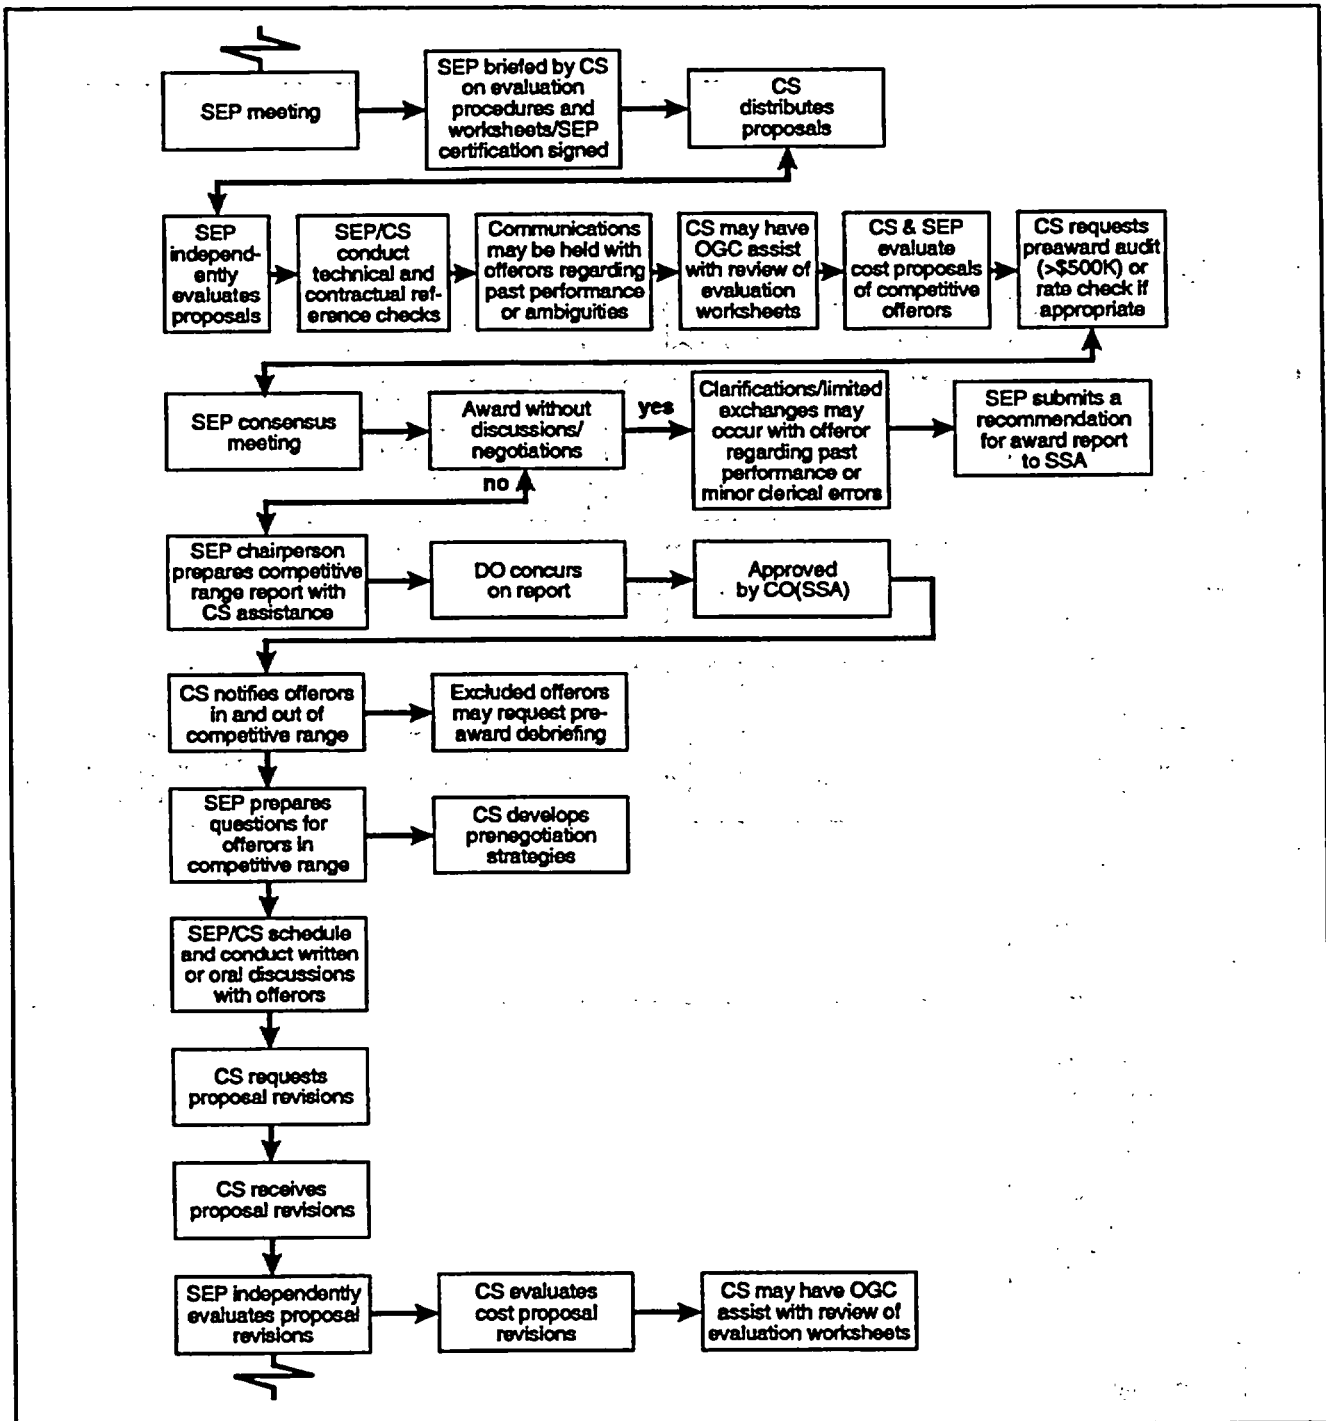 SEP meeting
SEP briefed by CS
on evaluation
procedures and
worksheets/SEP
certification signed
CS
distributes
proposals
SEP
independ-
ently
evaluates
proposals
SEP/CS
conduct
technical and
contractual ref-
erence checks
Communications
may be held with
offerors regarding
past performance
or ambiguities
CS may have
OGC assist
with review of
evaluation
worksheets
CS & SEP
evaluate
cost proposals
of competitive
offerors
CS requests
preaward audit
(>$500K) or
rate check if
appropriate
SEP consensus
meeting
Award without
discussions/
negotiations
yes
no
Clarifications/limited
exchanges may
occur with offeror
regarding past
performance or
minor clerical errors
SEP submits a
recommendation
for award report
to SSA
SEP chairperson
prepares competitive
range report with
CS assistance
DO concurs
on report
Approved
by CO(SSA)
CS notifies offerors
in and out of
competitive range
Excluded offerors
may request pre-
award debriefing
SEP prepares
questions for
offerors in
competitive range
CS develops
prenegotiation
strategies
SEP/CS schedule
and conduct written
or oral discussions
with offerors
CS requests
proposal revisions
CS receives
proposal revisions
SEP independently
evaluates proposal
revisions
CS evaluates
cost proposal
revisions
CS may have OGC
assist with review of
evaluation worksheets